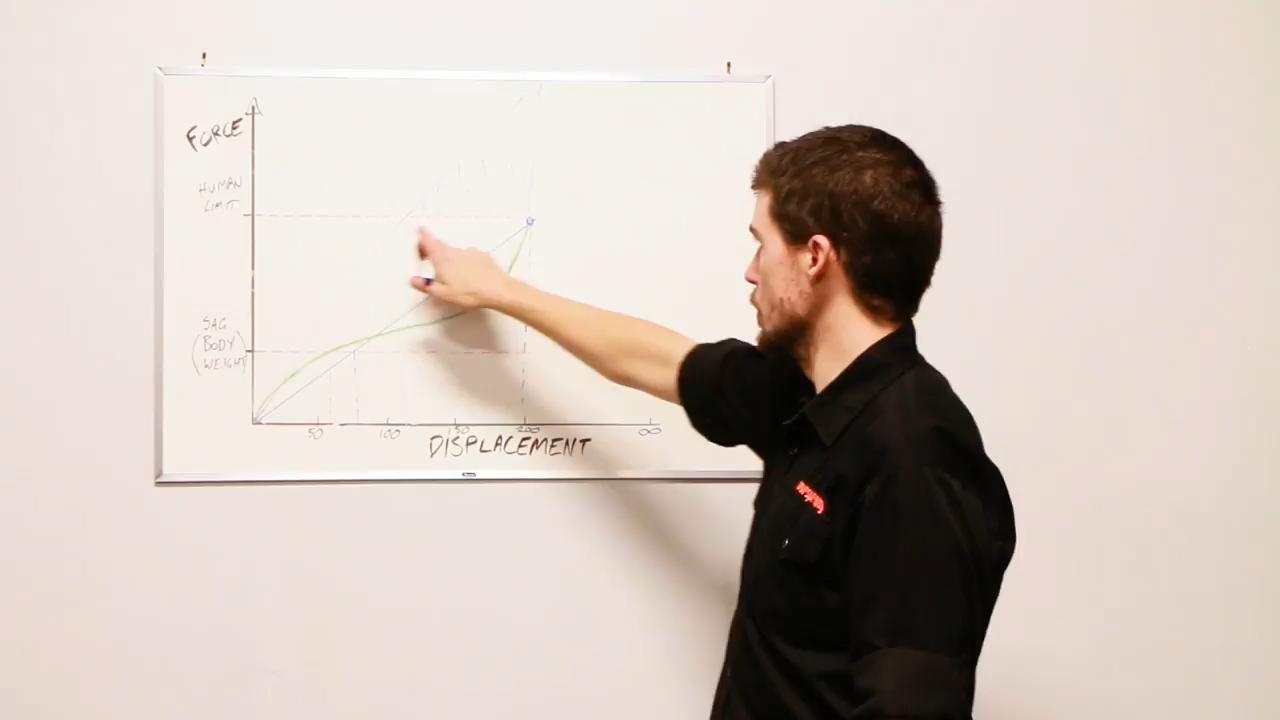 FORCE
HUMAN
LIMIT
SAG
(BODY
WEIGHT)
50 100 150 200 ∞
DISPLACEMENT